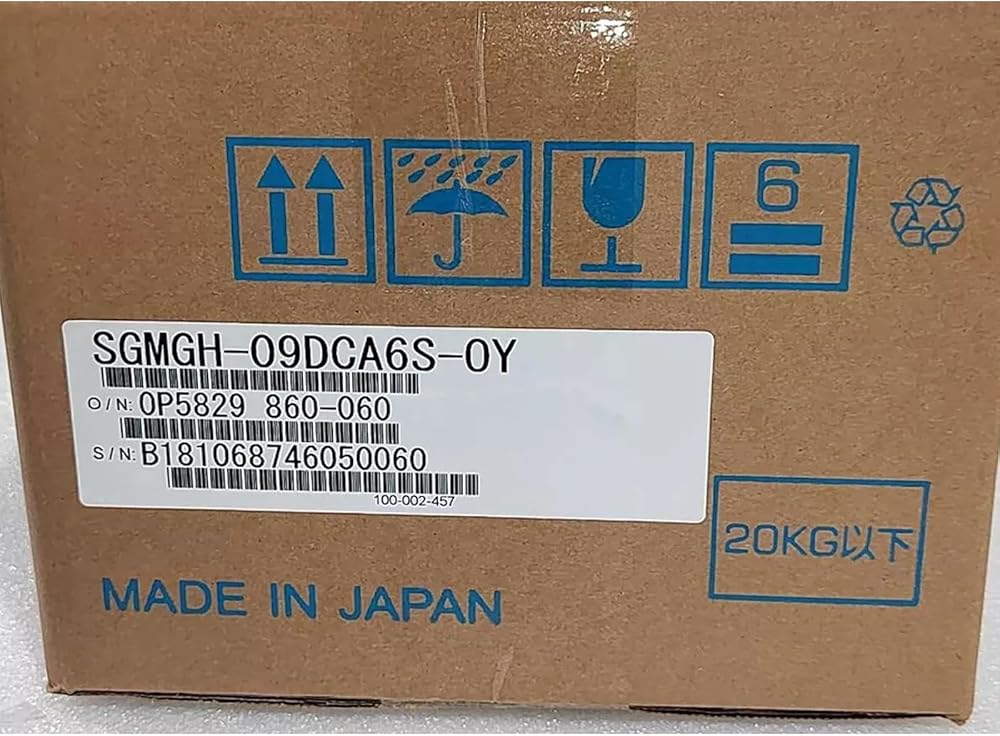 6
SGMGH-09DCA6S-0Y
O/N: 0P5829 860-060
S/N: B181068746050060
100-002-457
20KG以下
MADE IN JAPAN